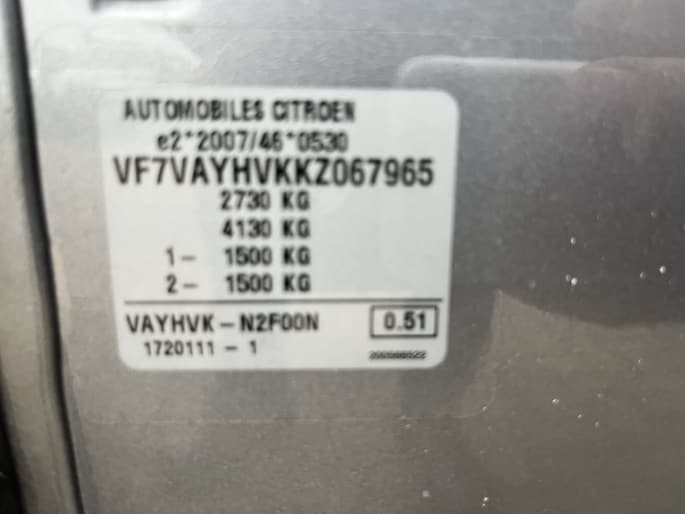 AUTOMOBILES CITROEN
e2*2007/46*0530
VF7VAYHVKKZ067965
2730 KG
4130 KG
1- 1500 KG
2- 1500 KG
VAYHVK-N2F00N 0.51
1720111 - 1